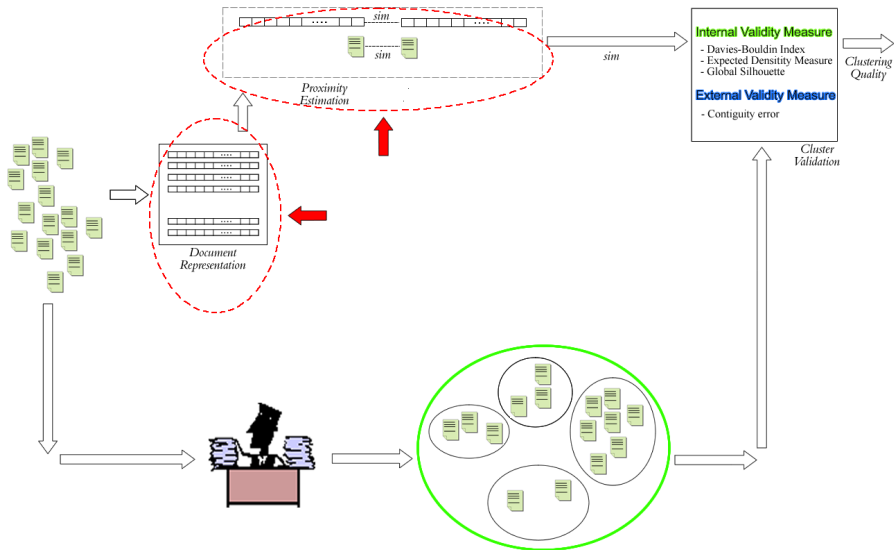 sim
sim
Proximity
Estimation
sim
Internal Validity Measure
- Davies-Bouldin Index
- Expected Densitity Measure
- Global Silhouette
External Validity Measure
- Contiguity error
Clustering
Quality
Cluster
Validation
Document
Representation